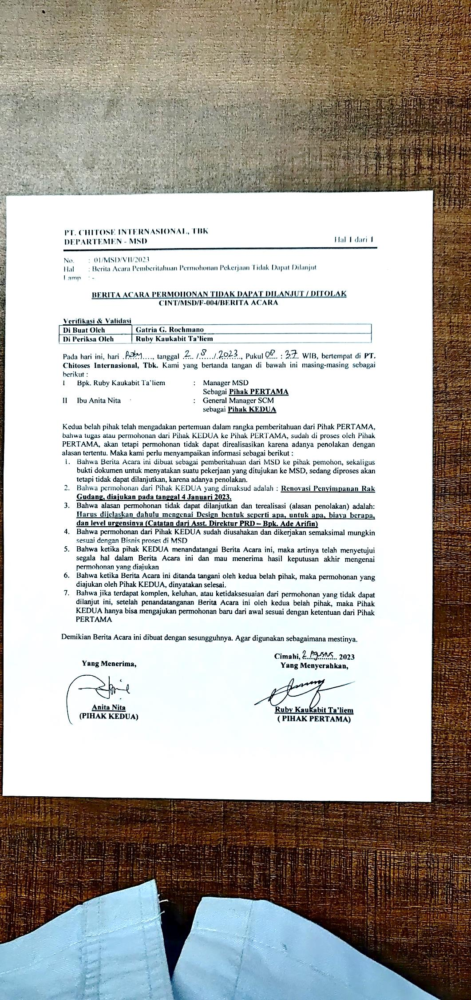 PT. CHITOSE INTERNASIONAL, TBK
DEPARTEMEN - MSD
Hal 1 dari 1
No. : 01/MSD/VII/2023
Hal : Berita Acara Pemberitahuan Permohonan Pekerjaan Tidak Dapat Dilanjut
Lamp : -
BERITA ACARA PERMOHONAN TIDAK DAPAT DILANJUT / DITOLAK
CINT/MSD/F-004/BERITA ACARA
Verifikasi & Validasi
Di Buat Oleh Gatria G. Rochmano
Di Periksa Oleh Ruby Kaukabit Ta'liem
Pada hari ini, hari Rabu, tanggal 2 / 8 / 2023, Pukul 08 : 37 WIB, bertempat di PT.
Chitoses Internasional, Tbk. Kami yang bertanda tangan di bawah ini masing-masing sebagai
berikut :
I Bpk. Ruby Kaukabit Ta'liem : Manager MSD
Sebagai Pihak PERTAMA
II Ibu Anita Nita : General Manager SCM
sebagai Pihak KEDUA
Kedua belah pihak telah mengadakan pertemuan dalam rangka pemberitahuan dari Pihak PERTAMA,
bahwa tugas atau permohonan dari Pihak KEDUA ke Pihak PERTAMA, sudah di proses oleh Pihak
PERTAMA, akan tetapi permohonan tidak dapat direalisasikan karena adanya penolakan dengan
alasan tertentu. Maka kami perlu menyampaikan informasi sebagai berikut :
1. Bahwa Berita Acara ini dibuat sebagai pemberitahuan dari MSD ke pihak pemohon, sekaligus
bukti dokumen untuk menyatakan suatu pekerjaan yang ditujukan ke MSD, sedang diproses akan
tetapi tidak dapat dilanjutkan, karena adanya penolakan.
2. Bahwa permohonan dari Pihak KEDUA yang dimaksud adalah : Renovasi Penyimpanan Rak
Gudang, diajukan pada tanggal 4 Januari 2023.
3. Bahwa alasan permohonan tidak dapat dilanjutkan dan terealisasi (alasan penolakan) adalah:
Harus dijelaskan dahulu mengenai Design bentuk seperti apa, untuk apa, biaya berapa,
dan level urgensinya (Catatan dari Asst. Direktur PRD – Bpk. Ade Arifin)
4. Bahwa permohonan dari Pihak KEDUA sudah diusahakan dan dikerjakan semaksimal mungkin
sesuai dengan Bisnis proses di MSD
5. Bahwa ketika pihak KEDUA menandatangai Berita Acara ini, maka artinya telah menyetujui
segala hal dalam Berita Acara ini dan mau menerima hasil keputusan akhir mengenai
permohonan yang diajukan
6. Bahwa ketika Berita Acara ini ditanda tangani oleh kedua belah pihak, maka permohonan yang
diajukan oleh Pihak KEDUA, dinyatakan selesai.
7. Bahwa jika terdapat komplen, keluhan, atau ketidaksesuaian dari permohonan yang tidak dapat
dilanjut ini, setelah penandatanganan Berita Acara ini oleh kedua belah pihak, maka Pihak
KEDUA hanya bisa mengajukan permohonan baru dari awal sesuai dengan ketentuan dari Pihak
PERTAMA
Demikian Berita Acara ini dibuat dengan sesungguhnya. Agar digunakan sebagaimana mestinya.
Cimahi, 2 Agustus 2023
Yang Menerima,
Yang Menyerahkan,
Anita Nita
(PIHAK KEDUA)
Ruby Kaukabit Ta'liem
( PIHAK PERTAMA)